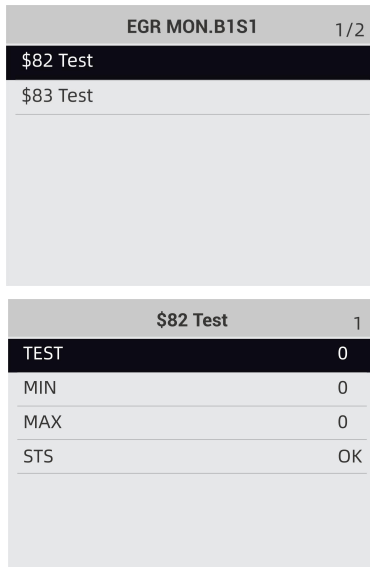 EGR MON.B1S1 1/2
$82 Test
$83 Test
$82 Test 1
TEST 0
MIN 0
MAX 0
STS OK